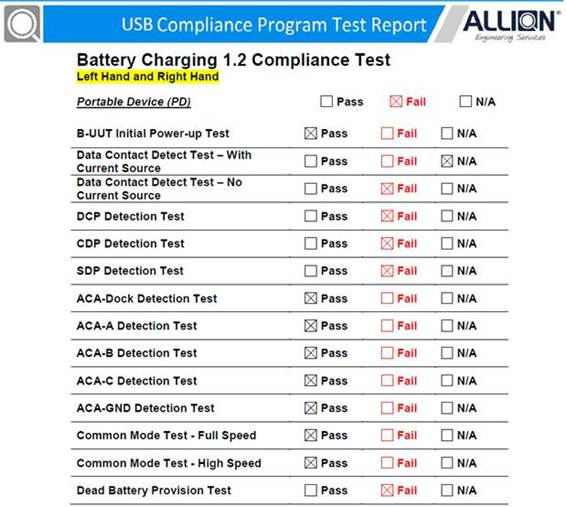 USB Compliance Program Test Report
ALLION®
Engineering Services
Battery Charging 1.2 Compliance Test
Left Hand and Right Hand
Portable Device (PD) ☐ Pass ☒ Fail ☐ N/A
B-UUT Initial Power-up Test ☒ Pass ☐ Fail ☐ N/A
Data Contact Detect Test – With
Current Source ☐ Pass ☐ Fail ☒ N/A
Data Contact Detect Test – No
Current Source ☐ Pass ☒ Fail ☐ N/A
DCP Detection Test ☐ Pass ☒ Fail ☐ N/A
CDP Detection Test ☐ Pass ☒ Fail ☐ N/A
SDP Detection Test ☐ Pass ☒ Fail ☐ N/A
ACA-Dock Detection Test ☒ Pass ☐ Fail ☐ N/A
ACA-A Detection Test ☒ Pass ☐ Fail ☐ N/A
ACA-B Detection Test ☒ Pass ☐ Fail ☐ N/A
ACA-C Detection Test ☒ Pass ☐ Fail ☐ N/A
ACA-GND Detection Test ☒ Pass ☐ Fail ☐ N/A
Common Mode Test - Full Speed ☒ Pass ☐ Fail ☐ N/A
Common Mode Test - High Speed ☒ Pass ☐ Fail ☐ N/A
Dead Battery Provision Test ☐ Pass ☒ Fail ☐ N/A